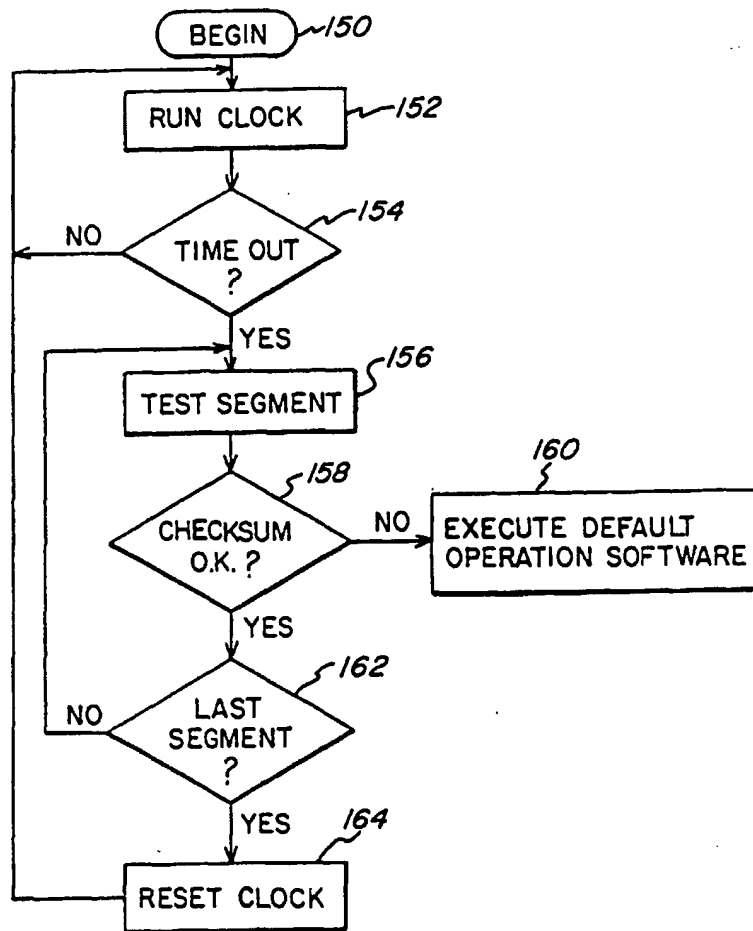 BEGIN
150
RUN CLOCK
152
154
NO
TIME OUT
?
YES
156
TEST SEGMENT
158
160
CHECKSUM
O.K. ?
NO
EXECUTE DEFAULT
OPERATION SOFTWARE
YES
162
NO
LAST
SEGMENT
?
YES
164
RESET CLOCK